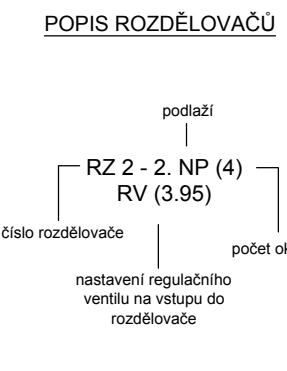 POPIS ROZDĚLOVAČŮ
podlaží
RZ 2 - 2. NP (4)
RV (3.95)
číslo rozdělovače
počet
nastavení regulačního
ventilu na vstupu do
rozdělovače